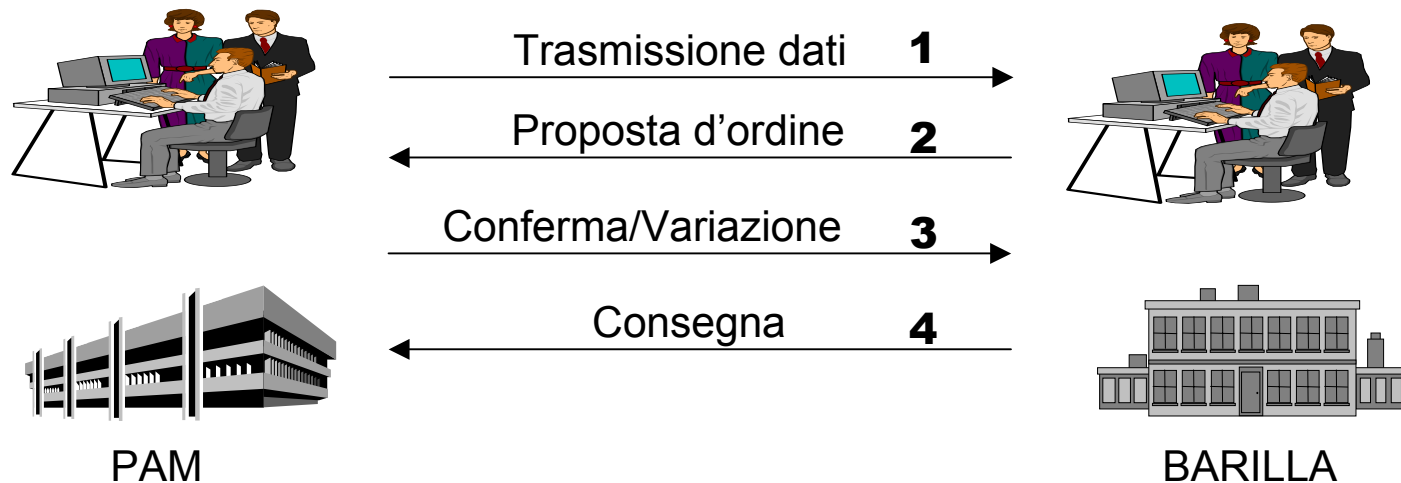 Trasmissione dati 1
Proposta d’ordine 2
Conferma/Variazione 3
Consegna 4
PAM
BARILLA